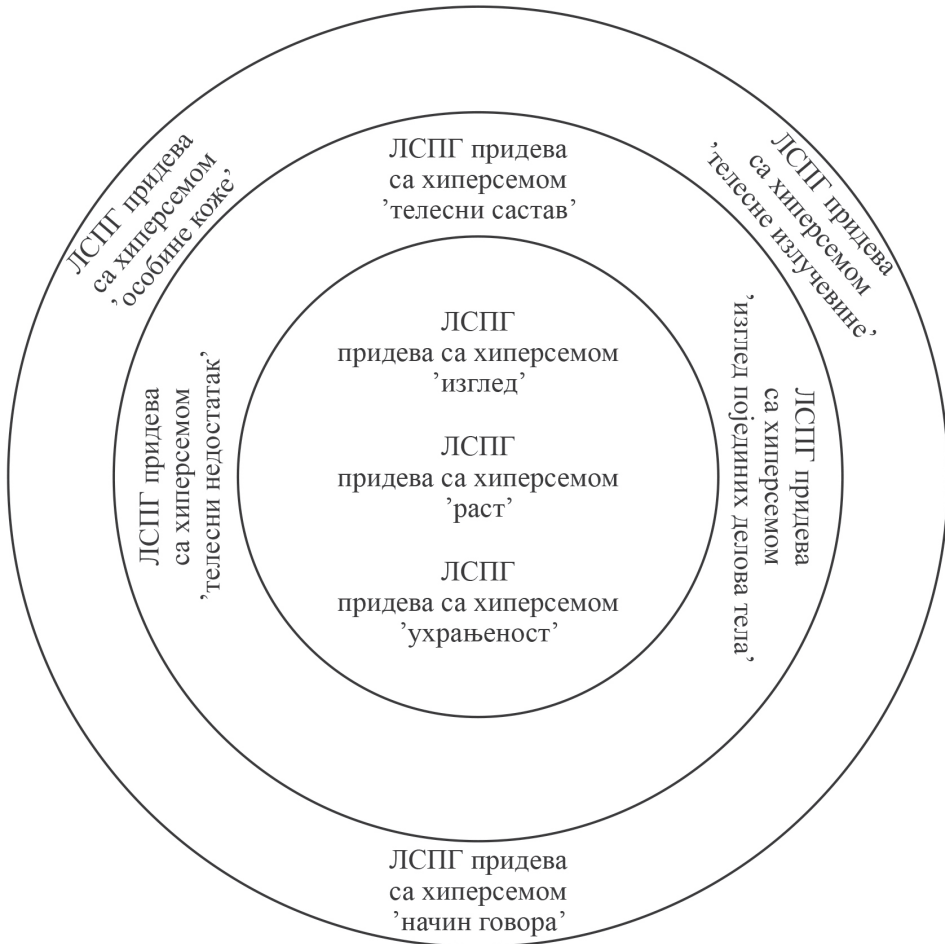 ЛСПГ придева
са хиперсемом
’особине коже’
ЛСПГ придева
са хиперсемом
’телесни састав’
ЛСПГ придева
са хиперсемом
’телесне излучевине’
ЛСПГ
придева са хиперсемом
’изглед’
ЛСПГ
придева са хиперсемом
’раст’
ЛСПГ
придева са хиперсемом
’ухрањеност’
ЛСПГ придева
са хиперсемом
’телесни недостатак’
ЛСПГ придева
са хиперсемом
’изглед појединих делова тела’
ЛСПГ придева
са хиперсемом
’начин говора’